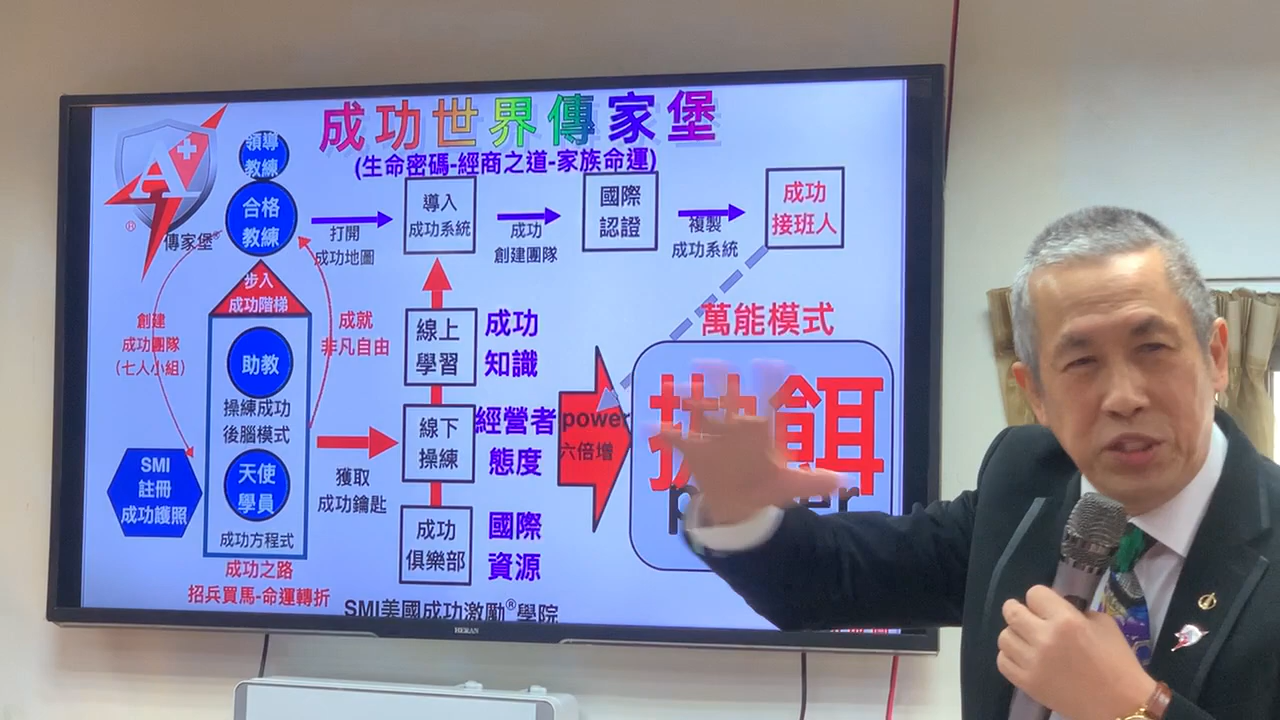 成功世界傳家堡
(生命密碼-經商之道-家族命運)
A
®
傳家堡®
領導
教練
合格
教練
打開
成功地圖
導入
成功系統
成功
創建團隊
國際
認證
複製
成功系統
成功
接班人
步入
成功階梯
創建
成功團隊
(七人小組)
成就
非凡自由
助教
操練成功
後腦模式
天使
學員
成功方程式
SMI
註冊
成功護照
獲取
成功鑰匙
線上
學習
成功
知識
線下
操練
經營者
態度
成功
俱樂部
國際
資源
power
六倍增
萬能模式
拋餌
成功之路
招兵買馬-命運轉折
SMI美國成功激勵®學院
HERAN